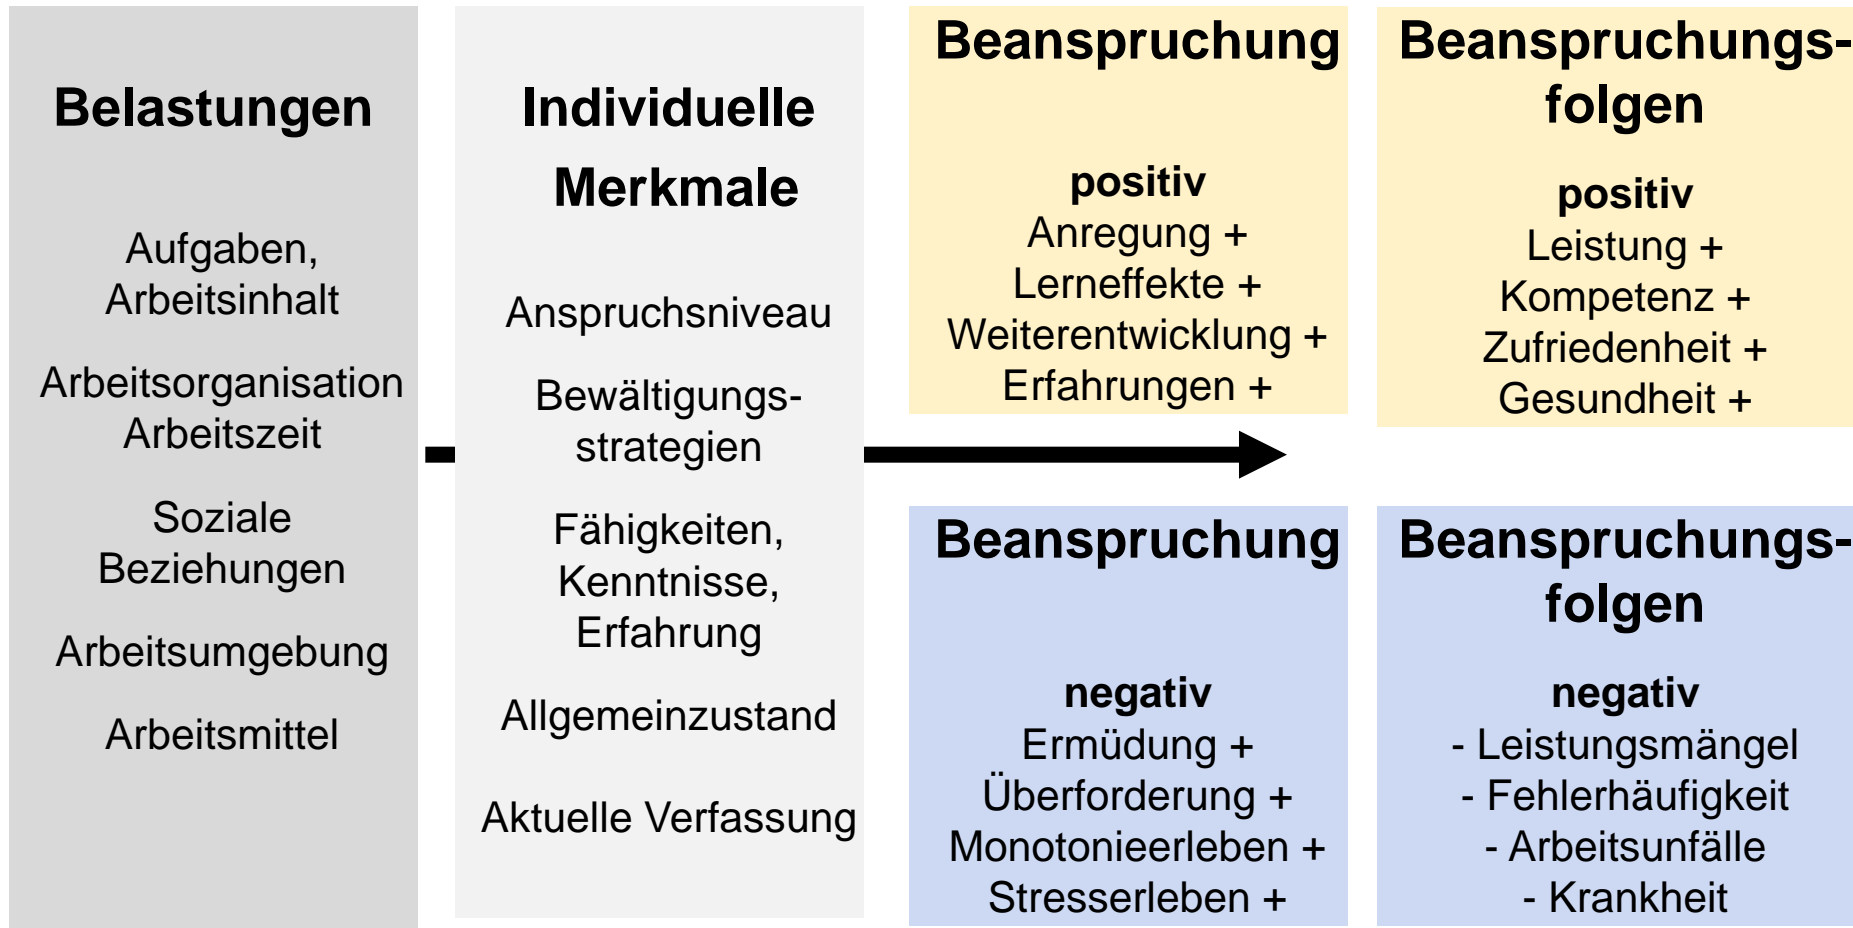 Belastungen
Aufgaben,
Arbeitsinhalt
Arbeitsorganisation
Arbeitszeit
Soziale
Beziehungen
Arbeitsumgebung
Arbeitsmittel
Individuelle
Merkmale
Anspruchsniveau
Bewältigungs-
strategien
Fähigkeiten,
Kenntnisse,
Erfahrung
Allgemeinzustand
Aktuelle Verfassung
Beanspruchung
positiv
Anregung +
Lerneffekte +
Weiterentwicklung +
Erfahrungen +
Beanspruchungs-
folgen
positiv
Leistung +
Kompetenz +
Zufriedenheit +
Gesundheit +
Beanspruchung
negativ
Ermüdung +
Überforderung +
Monotonieerleben +
Stresserleben +
Beanspruchungs-
folgen
negativ
- Leistungsmängel
- Fehlerhäufigkeit
- Arbeitsunfälle
- Krankheit